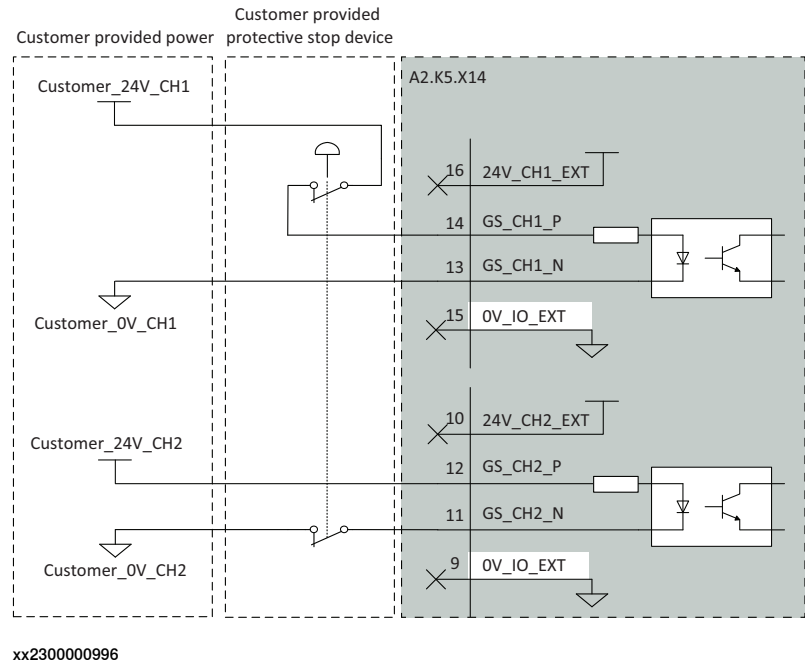 Customer provided power
Customer provided
protective stop device
A2.K5.X14
Customer_24V_CH1
16 24V_CH1_EXT
14 GS_CH1_P
13 GS_CH1_N
Customer_0V_CH1
15 0V_IO_EXT
10 24V_CH2_EXT
Customer_24V_CH2
12 GS_CH2_P
11 GS_CH2_N
Customer_0V_CH2
9 0V_IO_EXT
xx2300000996